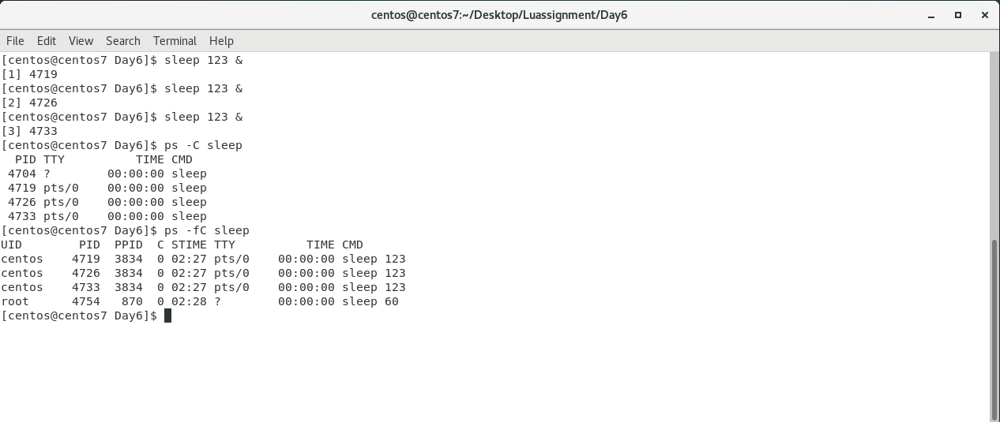 centos@centos7:~/Desktop/Luassignment/Day6
File Edit View Search Terminal Help
[centos@centos7 Day6]$ sleep 123 &
[1] 4719
[centos@centos7 Day6]$ sleep 123 &
[2] 4726
[centos@centos7 Day6]$ sleep 123 &
[3] 4733
[centos@centos7 Day6]$ ps -C sleep
  PID TTY          TIME CMD
 4704 ?        00:00:00 sleep
 4719 pts/0    00:00:00 sleep
 4726 pts/0    00:00:00 sleep
 4733 pts/0    00:00:00 sleep
[centos@centos7 Day6]$ ps -fC sleep
UID        PID  PPID  C STIME TTY          TIME CMD
centos    4719  3834  0 02:27 pts/0    00:00:00 sleep 123
centos    4726  3834  0 02:27 pts/0    00:00:00 sleep 123
centos    4733  3834  0 02:27 pts/0    00:00:00 sleep 123
root      4754   870  0 02:28 ?        00:00:00 sleep 60
[centos@centos7 Day6]$